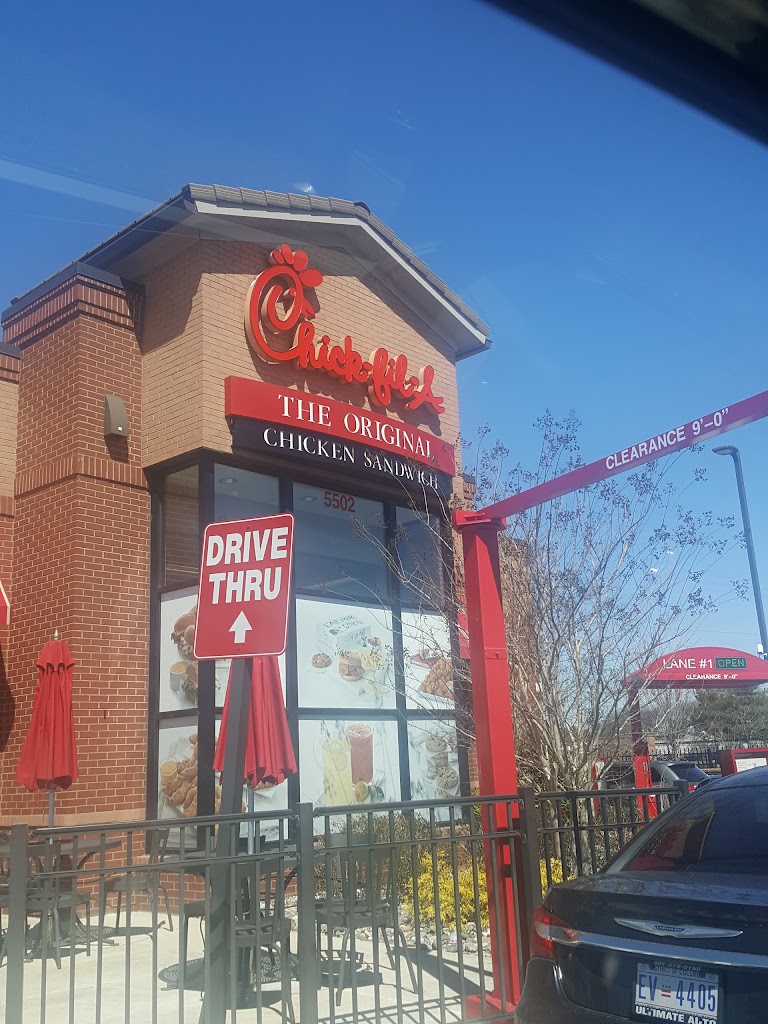 Chick-fil-A
THE ORIGINAL
CHICKEN SANDWICH
CLEARANCE 9'-0"
5502
DRIVE
THRU
LANE #1 OPEN
CLEARANCE 9'-0"
EV 4405
ULTIMATE AUTO